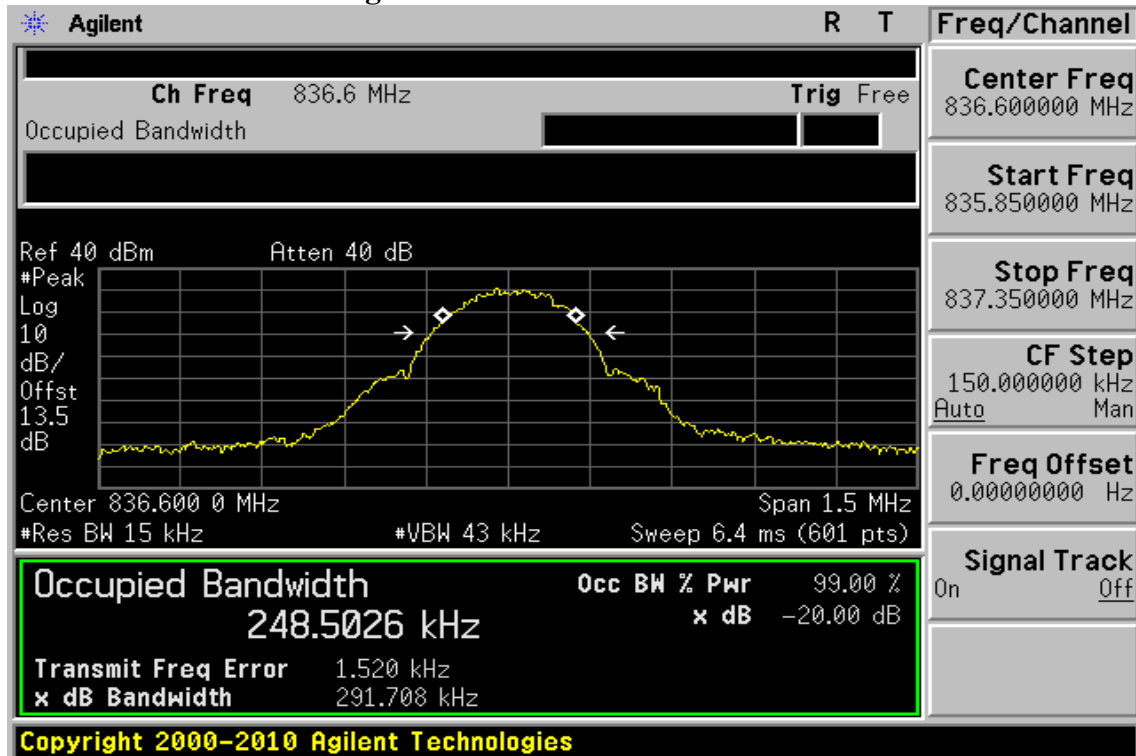 Agilent R T
Freq/Channel
Ch Freq 836.6 MHz Trig Free
Occupied Bandwidth
Center Freq
836.600000 MHz
Start Freq
835.850000 MHz
Stop Freq
837.350000 MHz
CF Step
150.000000 kHz
Auto Man
Freq Offset
0.00000000 Hz
Signal Track
On Off
Ref 40 dBm Atten 40 dB
#Peak
Log
10
dB/
Offst
13.5
dB
Center 836.600 0 MHz Span 1.5 MHz
#Res BW 15 kHz #VBW 43 kHz Sweep 6.4 ms (601 pts)
Occupied Bandwidth Occ BW % Pwr 99.00 %
248.5026 kHz x dB -20.00 dB
Transmit Freq Error 1.520 kHz
x dB Bandwidth 291.708 kHz
Copyright 2000-2010 Agilent Technologies